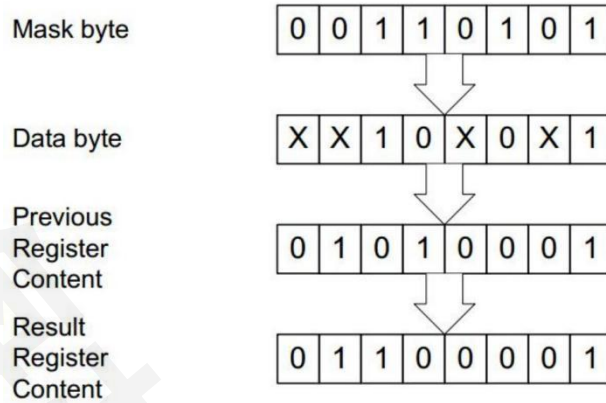 Mask byte 0 0 1 1 0 1 0 1
Data byte X X 1 0 X 0 X 1
Previous
Register 0 1 0 1 0 0 0 1
Content
Result
Register 0 1 1 0 0 0 0 1
Content